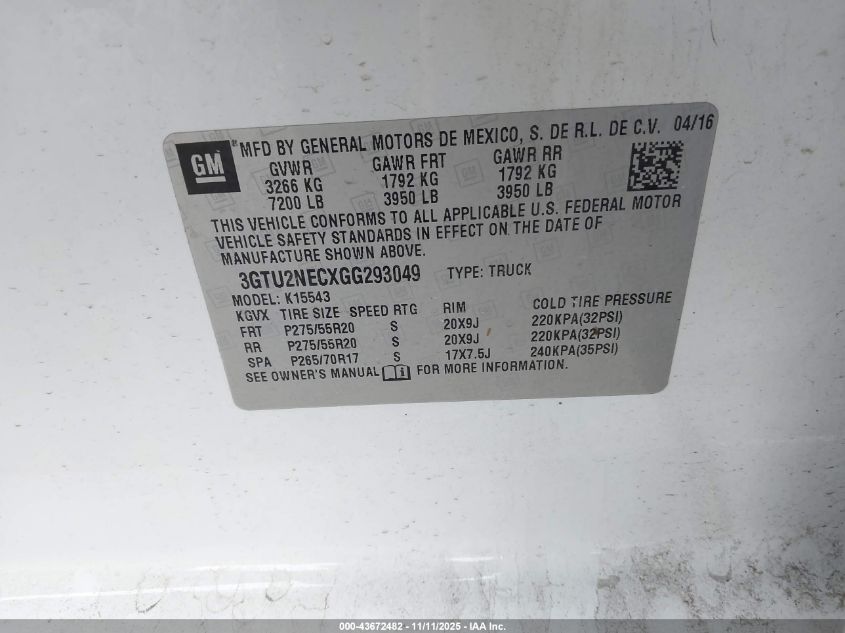 GM
® MFD BY GENERAL MOTORS DE MEXICO, S. DE R.L. DE C.V. 04/16
GVWR GAWR FRT GAWR RR
3266 KG 1792 KG 1792 KG
7200 LB 3950 LB 3950 LB
THIS VEHICLE CONFORMS TO ALL APPLICABLE U.S. FEDERAL MOTOR
VEHICLE SAFETY STANDARDS IN EFFECT ON THE DATE OF
MANUFACTURE SHOWN ABOVE.
3GTU2NECXGG293049 TYPE: TRUCK
MODEL: K15543
KGVX TIRE SIZE SPEED RTG RIM COLD TIRE PRESSURE
FRT P275/55R20 S 20X9J 220KPA(32PSI)
RR P275/55R20 S 20X9J 220KPA(32PSI)
SPA P265/70R17 S 17X7.5J 240KPA(35PSI)
SEE OWNER'S MANUAL FOR MORE INFORMATION.
000-43672482 - 11/11/2025 - IAA Inc.